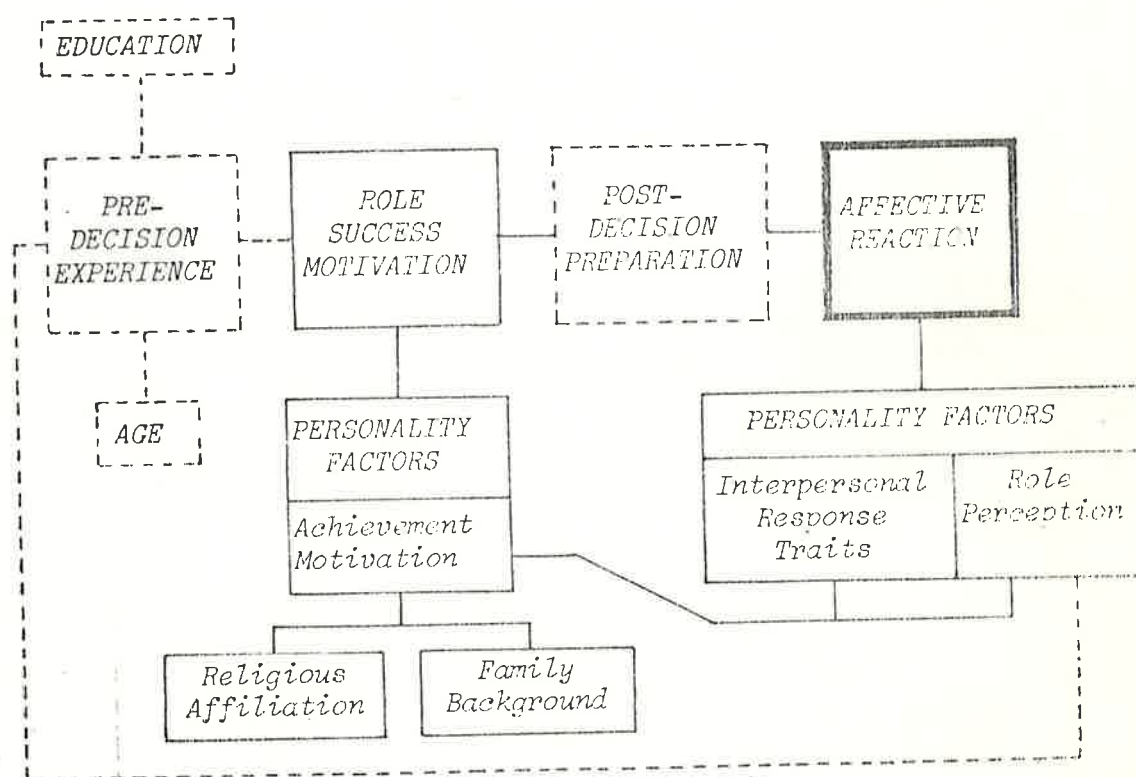 EDUCATION
PRE-
DECISION
EXPERIENCE
ROLE
SUCCESS
MOTIVATION
POST-
DECISION
PREPARATION
AFFECTIVE
REACTION
AGE
PERSONALITY
FACTORS
Achievement
Motivation
PERSONALITY FACTORS
Interpersonal
Response
Traits
Role
Perception
Religious
Affiliation
Family
Background